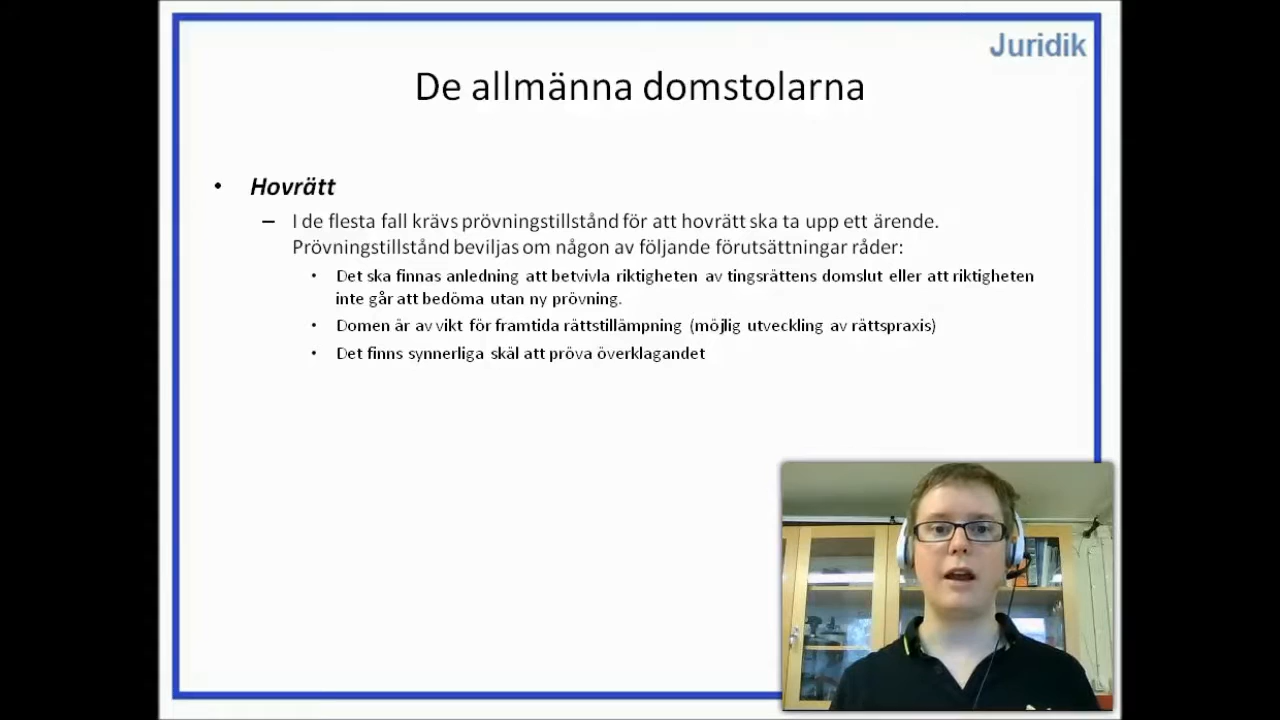 Juridik
De allmänna domstolarna
• Hovrätt
– I de flesta fall krävs prövningstillstånd för att hovrätt ska ta upp ett ärende.
Prövningstillstånd beviljas om någon av följande förutsättningar råder:
• Det ska finnas anledning att betvivla riktigheten av tingsrättens domslut eller att riktigheten
inte går att bedöma utan ny prövning.
• Domen är av vikt för framtida rättstillämpning (möjlig utveckling av rättspraxis)
• Det finns synnerliga skäl att pröva överklagandet